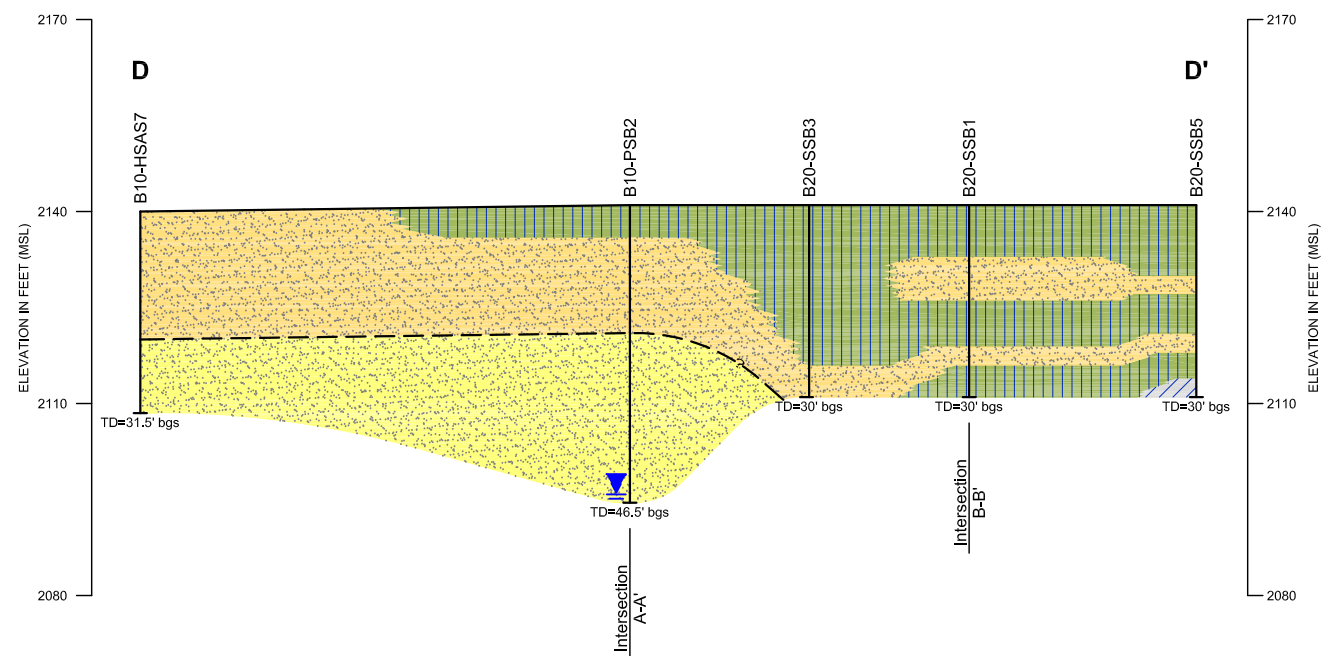 2170
2170
D
D'
B10-HSAS7
B10-PSB2
B20-SSB3
B20-SSB1
B20-SSB5
2140
2140
ELEVATION IN FEET (MSL)
ELEVATION IN FEET (MSL)
2110
2110
TD=31.5' bgs
TD=30' bgs
TD=30' bgs
TD=30' bgs
TD=46.5' bgs
Intersection
B-B'
Intersection
A-A'
2080
2080